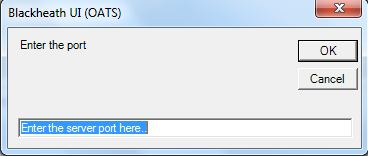 Blackheath UI (OATS)
Enter the port
OK
Cancel
Enter the server port here..